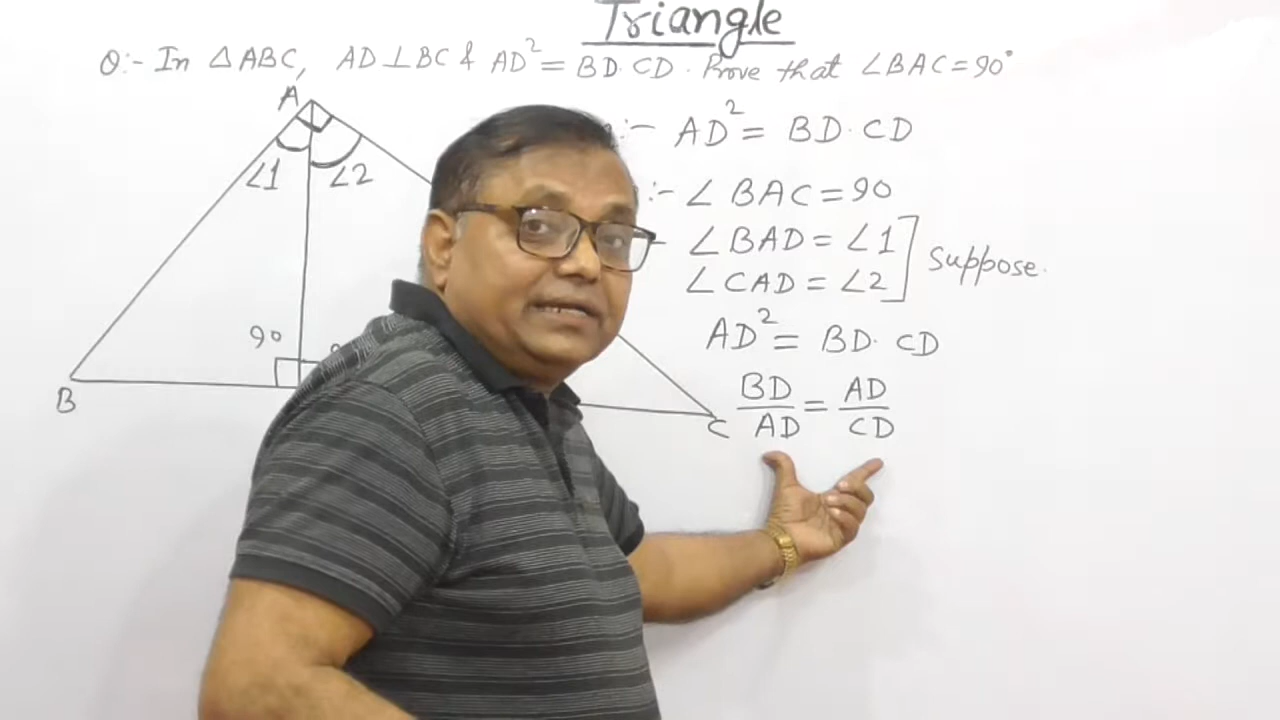 Triangle
Q:- In △ABC, AD⊥BC & AD²= BD·CD. Prove that ∠BAC=90°
A
:- AD²= BD·CD
∠1 ∠2
:- ∠BAC=90
- ∠BAD=∠1
∠CAD=∠2
] Suppose.
AD²= BD·CD
90
B
C
BD/AD = AD/CD